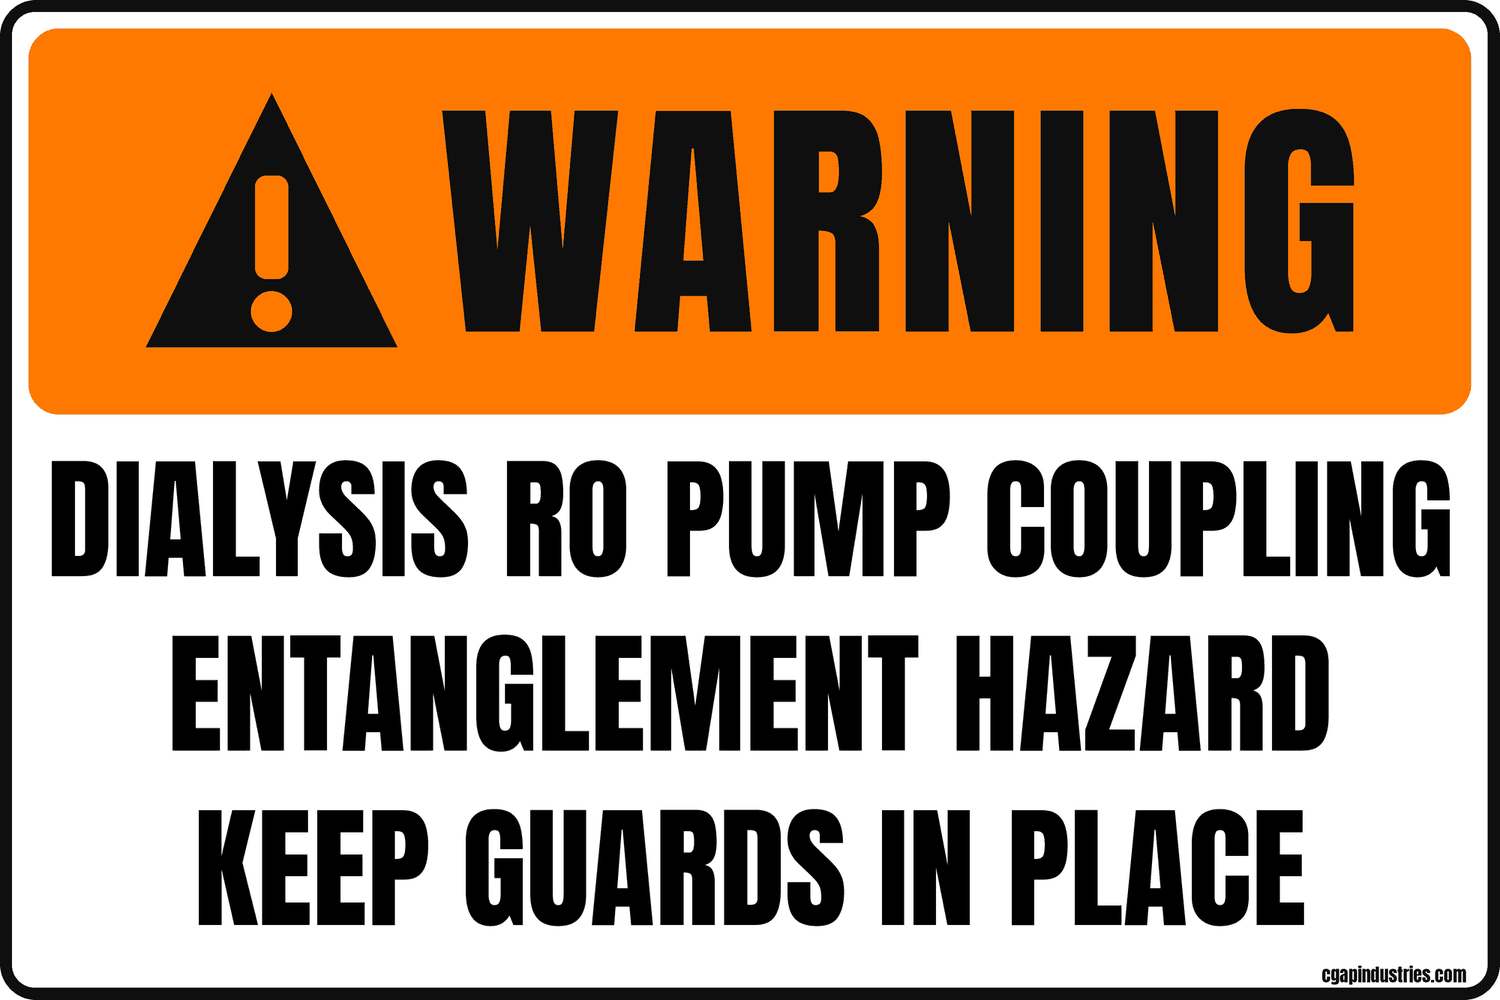 WARNING
DIALYSIS RO PUMP COUPLING
ENTANGLEMENT HAZARD
KEEP GUARDS IN PLACE
cgapindustries.com